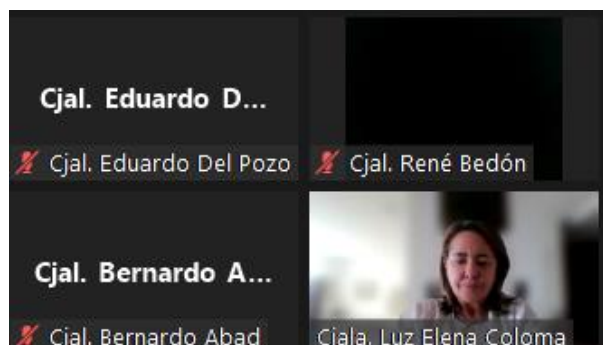 Cjal. Eduardo D...
Cjal. Eduardo Del Pozo
Cjal. René Bedón
Cjal. Bernardo A...
Cjal. Bernardo Abad
Cjala. Luz Elena Coloma